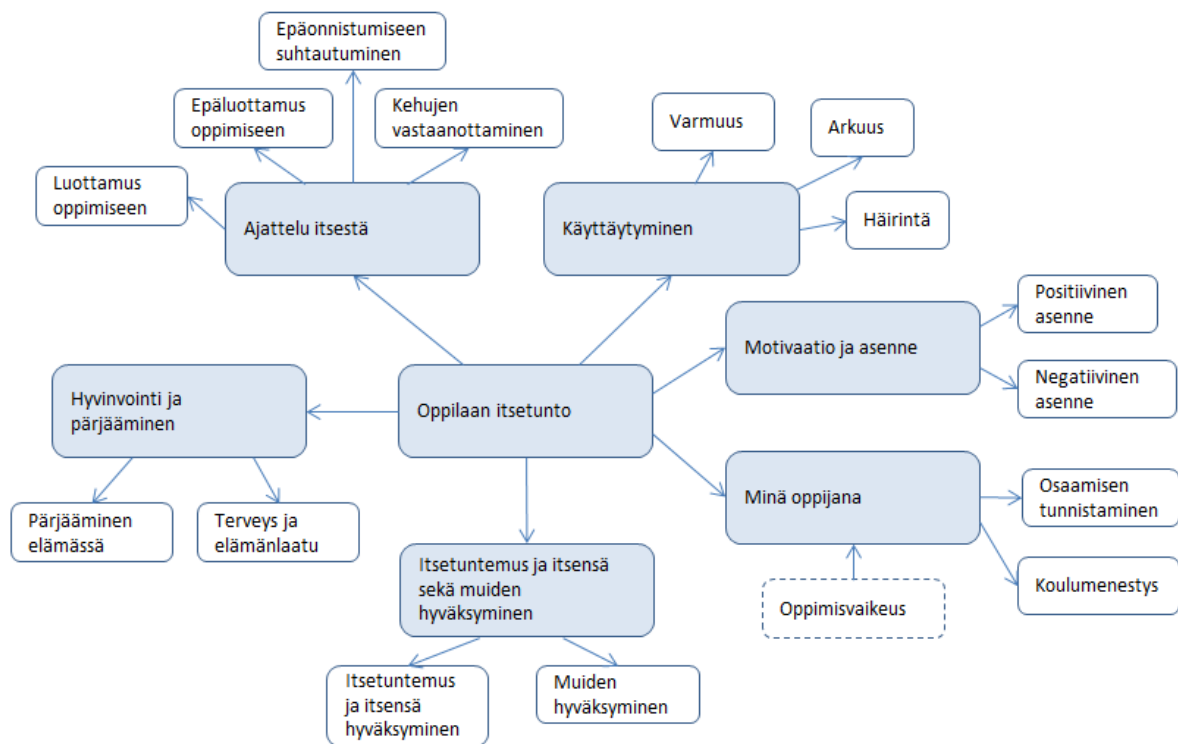 Epäonnistumiseen
suhtautuminen
Epäluottamus
oppimiseen
Kehujen
vastaanottaminen
Luottamus
oppimiseen
Ajattelu itsestä
Varmuus
Arkuus
Käyttäytyminen
Häirintä
Positiivinen
asenne
Motivaatio ja asenne
Negatiivinen
asenne
Hyvinvointi ja
pärjääminen
Oppilaan itsetunto
Minä oppijana
Osaamisen
tunnistaminen
Pärjääminen
elämässä
Terveys ja
elämänlaatu
Itsetuntemus ja itsensä
sekä muiden
hyväksyminen
Oppimisvaikeus
Koulumenestys
Itsetuntemus
ja itsensä
hyväksyminen
Muiden
hyväksyminen